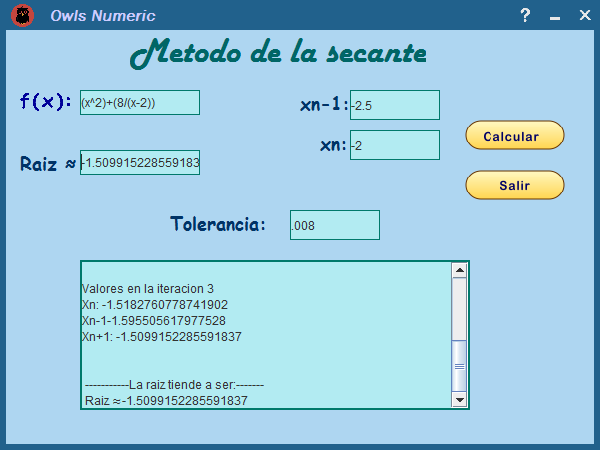 Owls Numeric
?
Metodo de la secante
f(x): (x^2)+(8/(x-2))
xn-1: -2.5
Calcular
xn: -2
Raiz ≈ -1.509915228559183
Salir
Tolerancia: .008
Valores en la iteracion 3
Xn: -1.5182760778741902
Xn-1-1.595505617977528
Xn+1: -1.5099152285591837
-----------La raiz tiende a ser:-------
Raiz ≈-1.5099152285591837